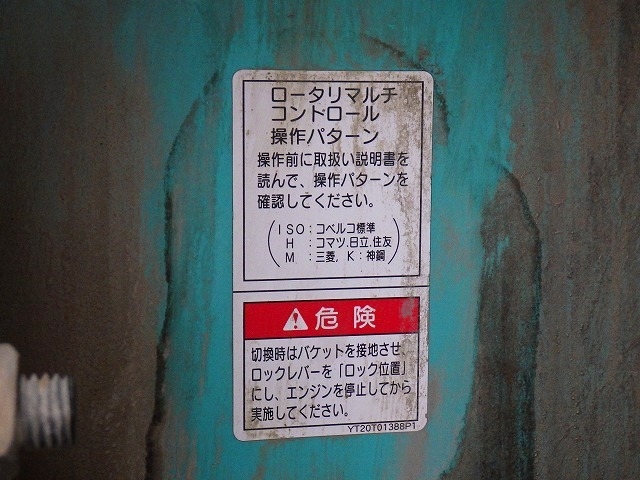 ロータリマルチ
コントロール
操作パターン
操作前に取扱い説明書を
読んで、操作パターンを
確認してください。
ISO：コベルコ標準
H：コマツ,日立,住友
M：三菱，K：神鋼
危険
切換時はバケットを接地させ、
ロックレバーを「ロック位置」
にし、エンジンを停止してから
実施してください。
YT20T01388P1